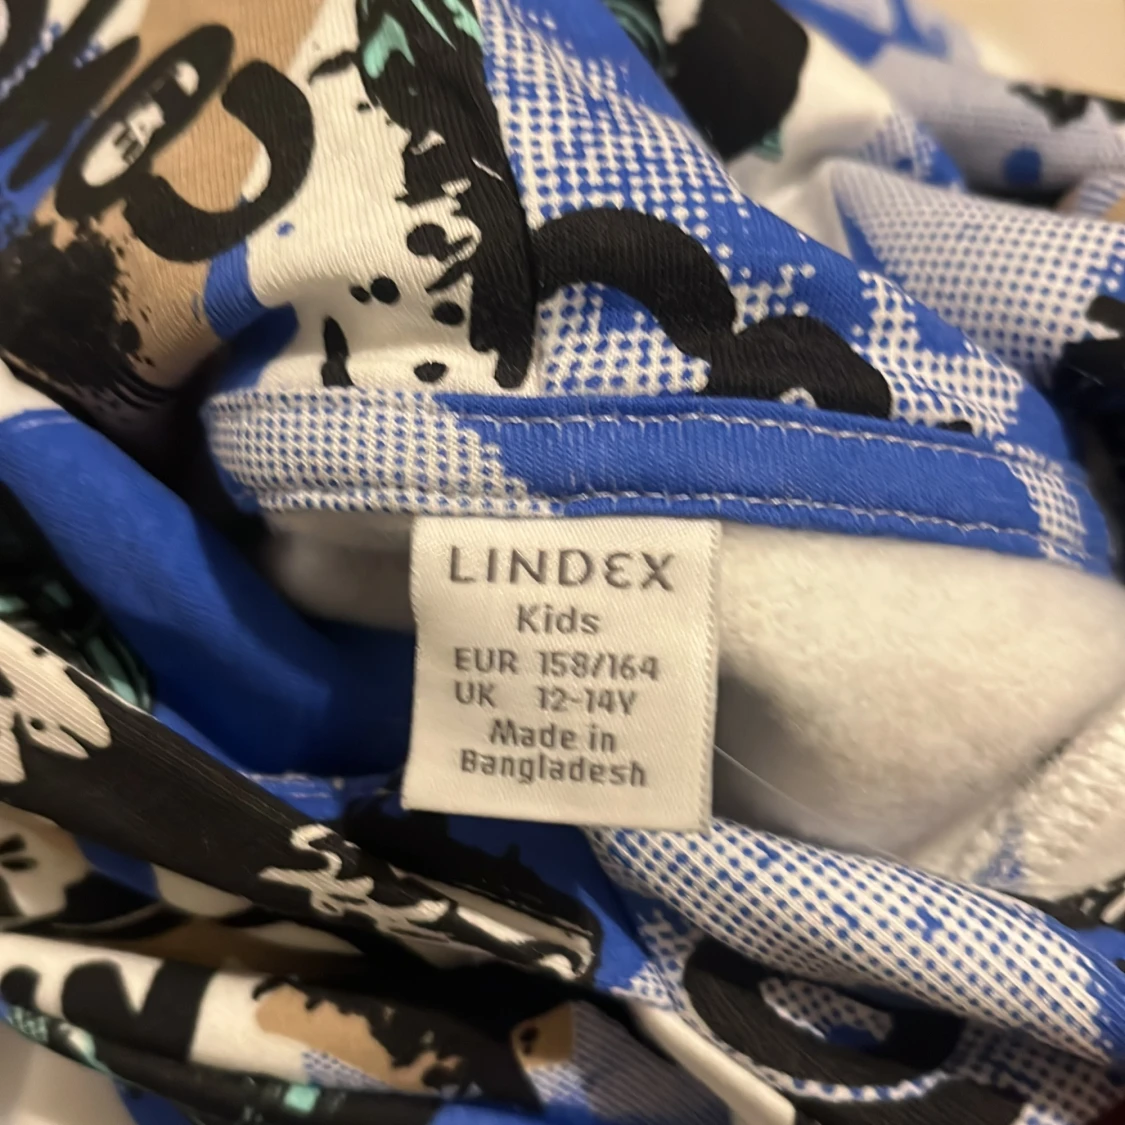 LINDEX
Kids
EUR 158/164
UK 12-14Y
Made in
Bangladesh